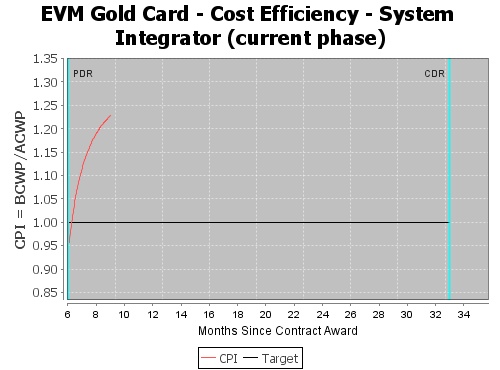 EVM Gold Card - Cost Efficiency - System
Integrator (current phase)
CPI = BCWP/ACWP
1.35
1.30
1.25
1.20
1.15
1.10
1.05
1.00
0.95
0.90
0.85
PDR
CDR
6 8 10 12 14 16 18 20 22 24 26 28 30 32 34
Months Since Contract Award
CPI Target